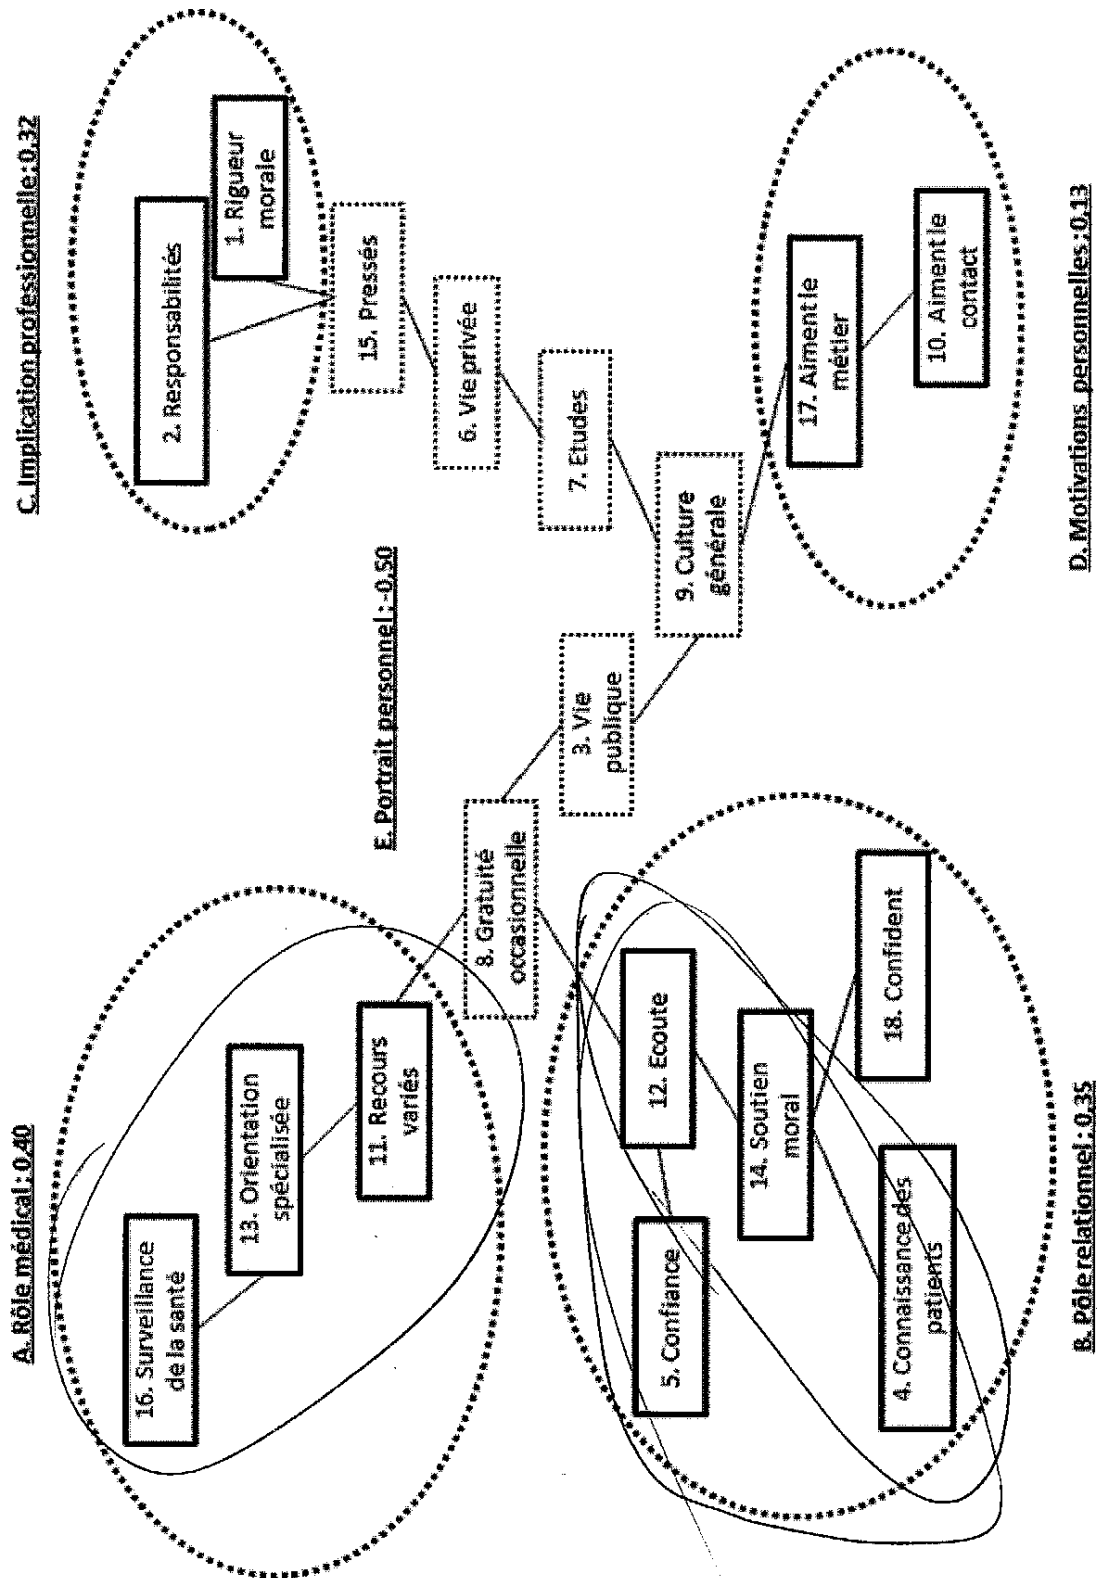 A. Rôle médical : 0,40
C. Implication professionnelle : 0,32
16. Surveillance
de la santé
13. Orientation
spécialisée
11. Recours
variés
2. Responsabilités
1. Rigueur
morale
15. Pressés
E. Portrait personnel : -0,50
6. Vie privée
8. Gratuité
occasionnelle
7. Etudes
3. Vie
publique
9. Culture
générale
5. Confiance
12. Ecoute
14. Soutien
moral
4. Connaissance des
patients
18. Confident
17. Aiment le
métier
10. Aiment le
contact
B. Pôle relationnel : 0,35
D. Motivations personnelles : 0,13